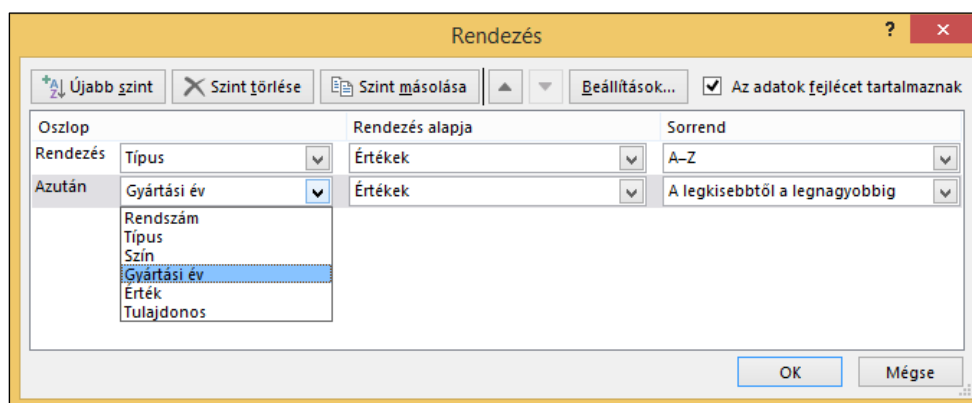 Rendezés
?
Újabb szint Szint törlése Szint másolása Beállítások... Az adatok fejlécet tartalmaznak
Oszlop Rendezés alapja Sorrend
Rendezés Típus Értékek A–Z
Azután Gyártási év Értékek A legkisebbtől a legnagyobbig
Rendszám
Típus
Szín
Gyártási év
Érték
Tulajdonos
OK Mégse